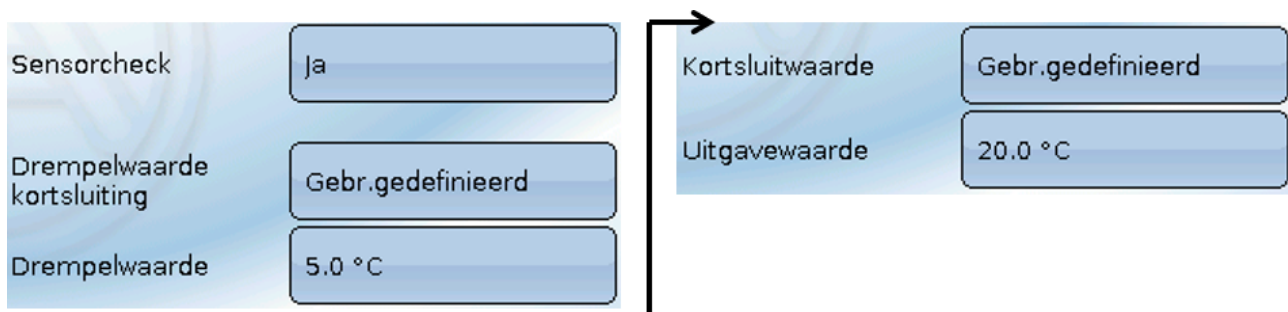 Sensorcheck Ja
Drempelwaarde
kortsluiting Gebr.gedefinieerd
Drempelwaarde 5.0 °C
Kortsluitwaarde Gebr.gedefinieerd
Uitgavewaarde 20.0 °C